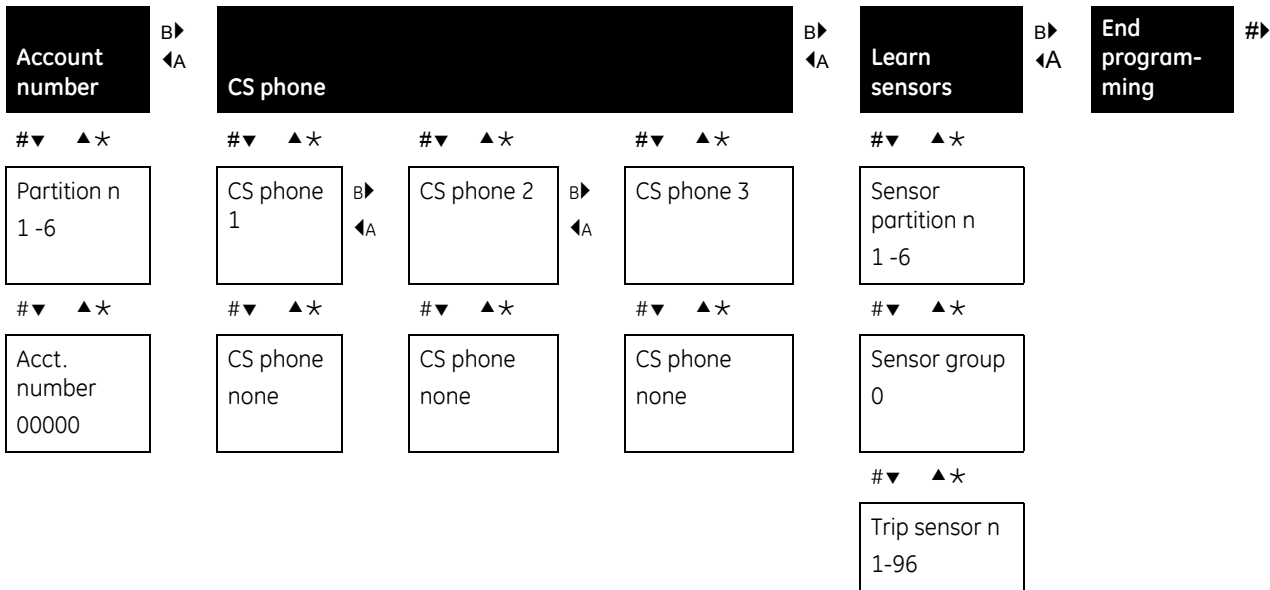 Account
number
B▶
◀A
CS phone
B▶
◀A
Learn
sensors
B▶
◀A
End
program-
ming
#▶
#▼ ▲*
#▼ ▲*
#▼ ▲*
#▼ ▲*
#▼ ▲*
Partition n
1 -6
CS phone
1
B▶
◀A
CS phone 2
B▶
◀A
CS phone 3
Sensor
partition n
1 -6
#▼ ▲*
#▼ ▲*
#▼ ▲*
#▼ ▲*
#▼ ▲*
Acct.
number
00000
CS phone
none
CS phone
none
CS phone
none
Sensor group
0
#▼ ▲*
Trip sensor n
1-96